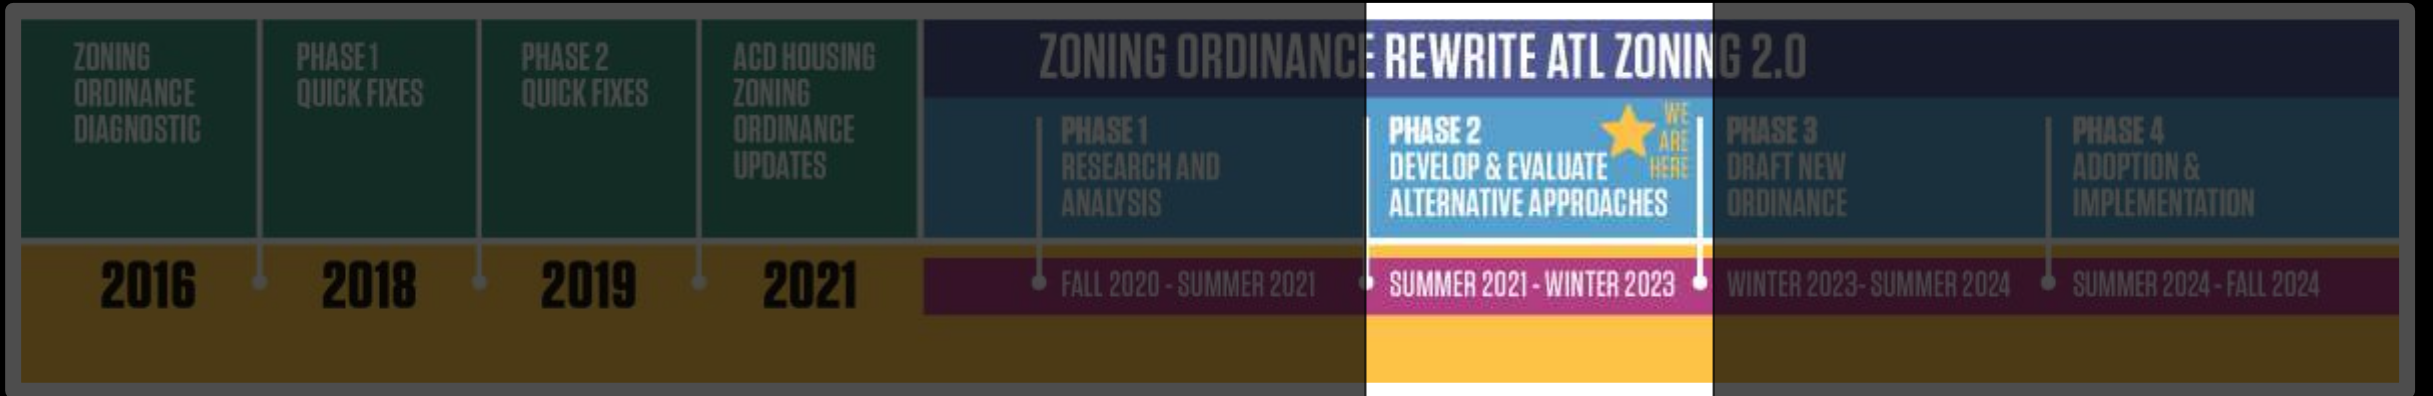 ZONING
ORDINANCE
DIAGNOSTIC
PHASE 1
QUICK FIXES
PHASE 2
QUICK FIXES
ACD HOUSING
ZONING
ORDINANCE
UPDATES
ZONING ORDINANCE REWRITE ATL ZONING 2.0
PHASE 1
RESEARCH AND
ANALYSIS
PHASE 2
DEVELOP & EVALUATE
ALTERNATIVE APPROACHES
WE
ARE
HERE
PHASE 3
DRAFT NEW
ORDINANCE
PHASE 4
ADOPTION &
IMPLEMENTATION
2016
2018
2019
2021
FALL 2020 - SUMMER 2021
SUMMER 2021 - WINTER 2023
WINTER 2023- SUMMER 2024
SUMMER 2024 - FALL 2024